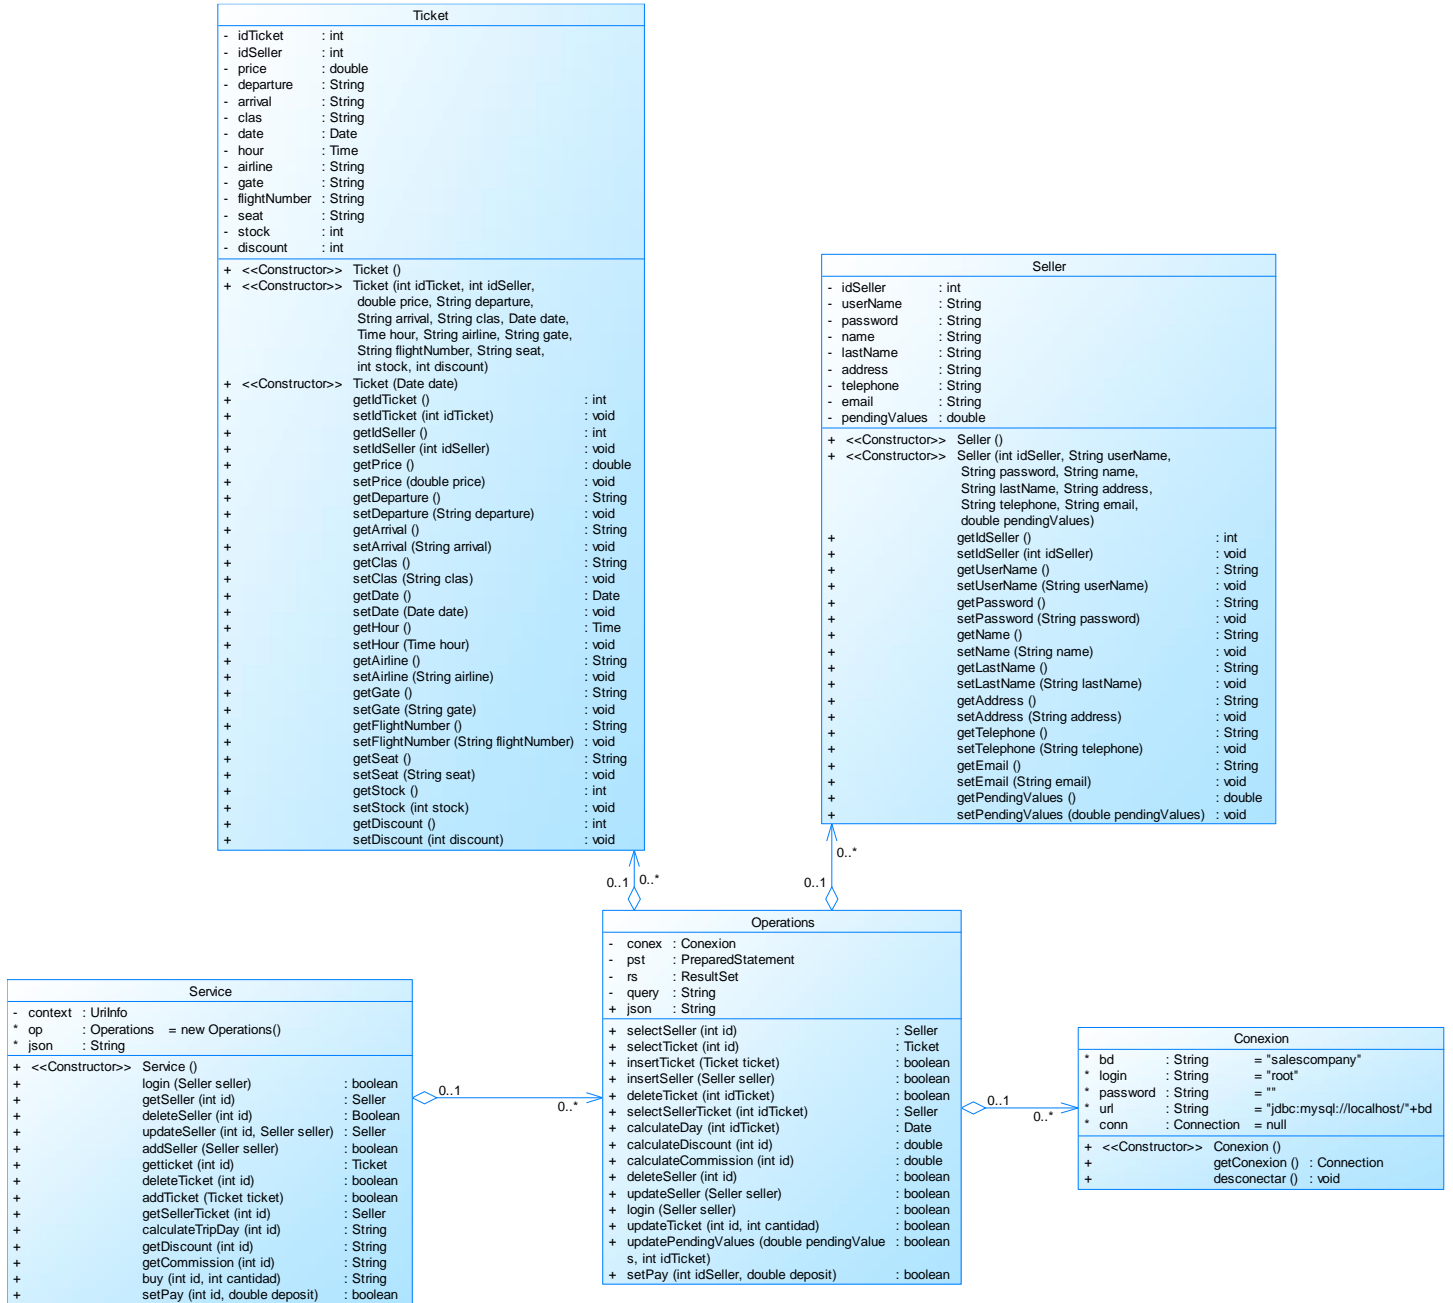 Ticket
- idTicket : int
- idSeller : int
- price : double
- departure : String
- arrival : String
- clas : String
- date : Date
- hour : Time
- airline : String
- gate : String
- flightNumber : String
- seat : String
- stock : int
- discount : int
+ <<Constructor>> Ticket ()
+ <<Constructor>> Ticket (int idTicket, int idSeller,
double price, String departure,
String arrival, String clas, Date date,
Time hour, String airline, String gate,
String flightNumber, String seat,
int stock, int discount)
+ <<Constructor>> Ticket (Date date)
+ getIdTicket () : int
+ setIdTicket (int idTicket) : void
+ getIdSeller () : int
+ setIdSeller (int idSeller) : void
+ getPrice () : double
+ setPrice (double price) : void
+ getDeparture () : String
+ setDeparture (String departure) : void
+ getArrival () : String
+ setArrival (String arrival) : void
+ getClas () : String
+ setClas (String clas) : void
+ getDate () : Date
+ setDate (Date date) : void
+ getHour () : Time
+ setHour (Time hour) : void
+ getAirline () : String
+ setAirline (String airline) : void
+ getGate () : String
+ setGate (String gate) : void
+ getFlightNumber () : String
+ setFlightNumber (String flightNumber) : void
+ getSeat () : String
+ setSeat (String seat) : void
+ getStock () : int
+ setStock (int stock) : void
+ getDiscount () : int
+ setDiscount (int discount) : void
Seller
- idSeller : int
- userName : String
- password : String
- name : String
- lastName : String
- address : String
- telephone : String
- email : String
- pendingValues : double
+ <<Constructor>> Seller ()
+ <<Constructor>> Seller (int idSeller, String userName,
String password, String name,
String lastName, String address,
String telephone, String email,
double pendingValues)
+ getIdSeller () : int
+ setIdSeller (int idSeller) : void
+ getUserName () : String
+ setUserName (String userName) : void
+ getPassword () : String
+ setPassword (String password) : void
+ getName () : String
+ setName (String name) : void
+ getLastName () : String
+ setLastName (String lastName) : void
+ getAddress () : String
+ setAddress (String address) : void
+ getTelephone () : String
+ setTelephone (String telephone) : void
+ getEmail () : String
+ setEmail (String email) : void
+ getPendingValues () : double
+ setPendingValues (double pendingValues) : void
0..1 0..*
0..*
0..1
Operations
- conex : Conexion
- pst : PreparedStatement
- rs : ResultSet
- query : String
+ json : String
+ selectSeller (int id) : Seller
+ selectTicket (int id) : Ticket
+ insertTicket (Ticket ticket) : boolean
+ insertSeller (Seller seller) : boolean
+ deleteTicket (int idTicket) : boolean
+ selectSellerTicket (int idTicket) : Seller
+ calculateDay (int idTicket) : Date
+ calculateDiscount (int id) : double
+ calculateCommission (int id) : double
+ deleteSeller (int id) : boolean
+ updateSeller (Seller seller) : boolean
+ login (Seller seller) : boolean
+ updateTicket (int id, int cantidad) : boolean
+ updatePendingValues (double pendingValue : boolean
s, int idTicket)
+ setPay (int idSeller, double deposit) : boolean
Service
- context : UriInfo
* op : Operations = new Operations()
* json : String
+ <<Constructor>> Service ()
+ login (Seller seller) : boolean
+ getSeller (int id) : Seller
+ deleteSeller (int id) : Boolean
+ updateSeller (int id, Seller seller) : Seller
+ addSeller (Seller seller) : boolean
+ getticket (int id) : Ticket
+ deleteTicket (int id) : boolean
+ addTicket (Ticket ticket) : boolean
+ getSellerTicket (int id) : Seller
+ calculateTripDay (int id) : String
+ getDiscount (int id) : String
+ getCommission (int id) : String
+ buy (int id, int cantidad) : String
+ setPay (int id, double deposit) : boolean
0..1
0..*
0..1
0..*
Conexion
* bd : String = "salescompany"
* login : String = "root"
* password : String = ""
* url : String = "jdbc:mysql://localhost/"+bd
* conn : Connection = null
+ <<Constructor>> Conexion ()
+ getConexion () : Connection
+ desconectar () : void